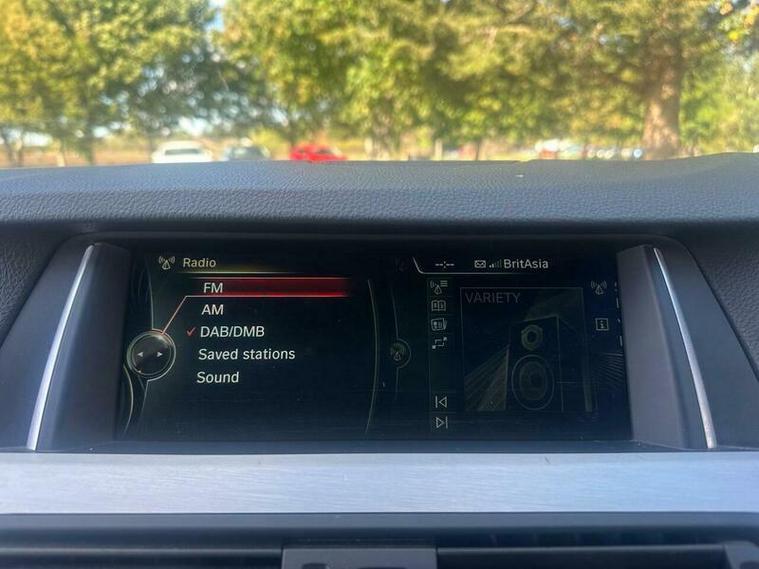 Radio
FM
AM
DAB/DMB
Saved stations
Sound
--:--
BritAsia
VARIETY